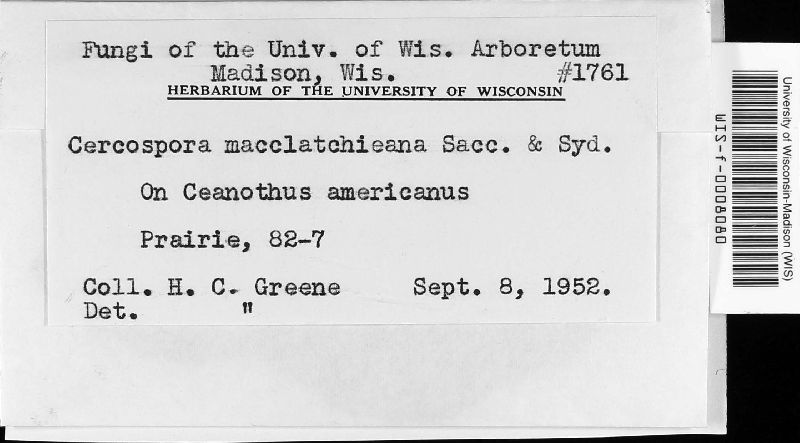 Fungi of the Univ. of Wis. Arboretum
Madison, Wis. #1761
HERBARIUM OF THE UNIVERSITY OF WISCONSIN
Cercospora macclatchieana Sacc. & Syd.
On Ceanothus americanus
Prairie, 82-7
Coll. H. C. Greene Sept. 8, 1952.
Det. "
WIS-f-0008080
University of Wisconsin-Madison (WIS)